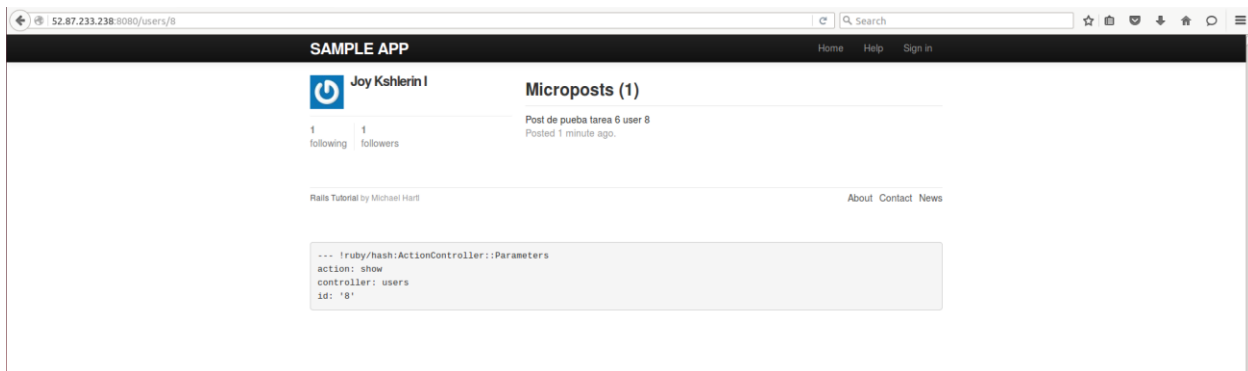 52.87.233.238:8080/users/8
Search
SAMPLE APP
Home Help Sign in
Joy Kshlerin I
1 following
1 followers
Microposts (1)
Post de pueba tarea 6 user 8
Posted 1 minute ago.
Rails Tutorial by Michael Hartl
About Contact News
--- !ruby/hash:ActionController::Parameters
action: show
controller: users
id: '8'